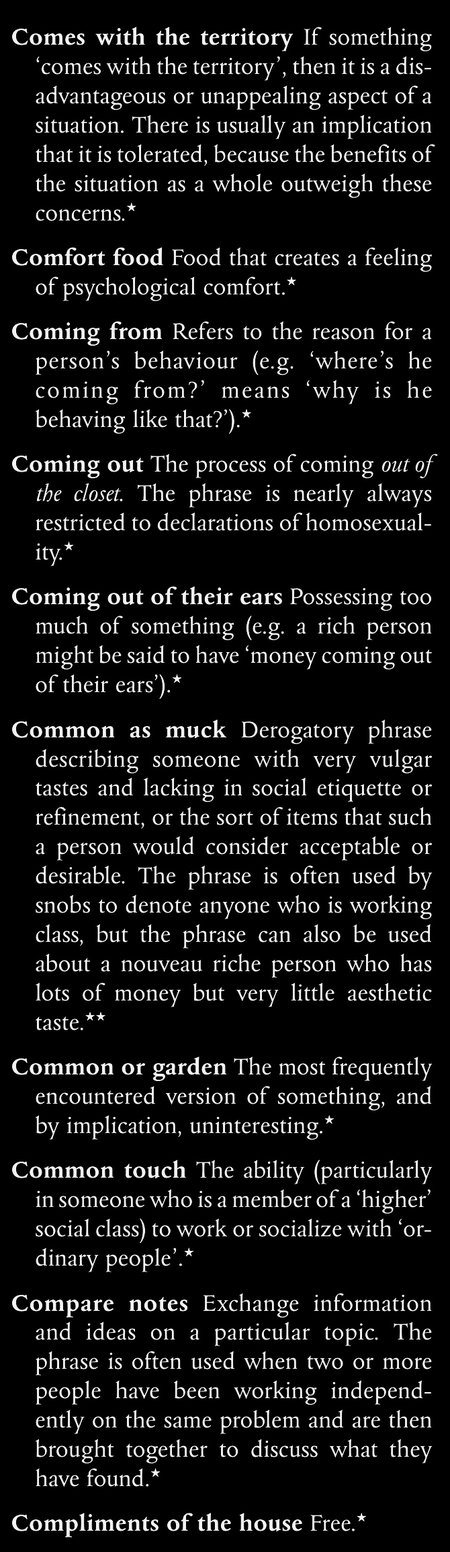 Comes with the territory If something
‘comes with the territory’, then it is a dis-
advantageous or unappealing aspect of a
situation. There is usually an implication
that it is tolerated, because the benefits of
the situation as a whole outweigh these
concerns.★
Comfort food Food that creates a feeling
of psychological comfort.★
Coming from Refers to the reason for a
person’s behaviour (e.g. ‘where’s he
coming from?’ means ‘why is he
behaving like that?’).★
Coming out The process of coming out of
the closet. The phrase is nearly always
restricted to declarations of homosexual-
ity.★
Coming out of their ears Possessing too
much of something (e.g. a rich person
might be said to have ‘money coming out
of their ears’).★
Common as muck Derogatory phrase
describing someone with very vulgar
tastes and lacking in social etiquette or
refinement, or the sort of items that such
a person would consider acceptable or
desirable. The phrase is often used by
snobs to denote anyone who is working
class, but the phrase can also be used
about a nouveau riche person who has
lots of money but very little aesthetic
taste.★★
Common or garden The most frequently
encountered version of something, and
by implication, uninteresting.★
Common touch The ability (particularly
in someone who is a member of a ‘higher’
social class) to work or socialize with ‘or-
dinary people’.★
Compare notes Exchange information
and ideas on a particular topic. The
phrase is often used when two or more
people have been working independ-
ently on the same problem and are then
brought together to discuss what they
have found.★
Compliments of the house Free.★